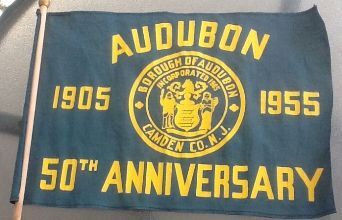 AUDUBON
1905
BOROUGH OF AUDUBON
INCORPORATED 1905
CAMDEN CO. N. J.
1955
50TH ANNIVERSARY